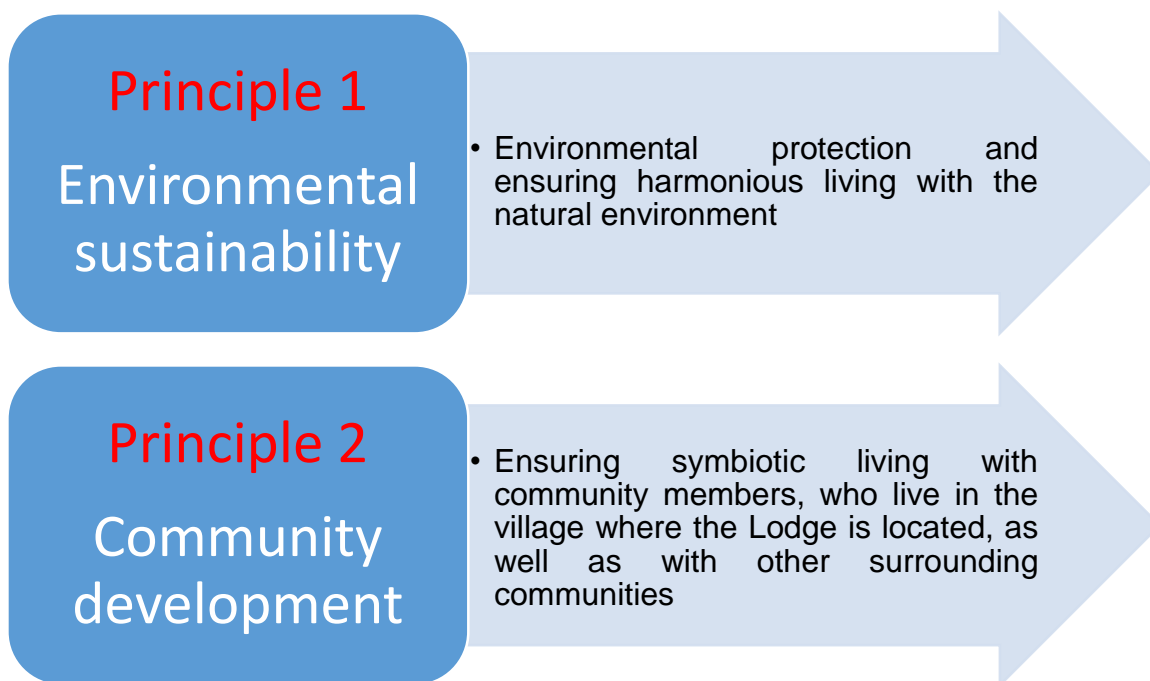 Principle 1
Environmental
sustainability
• Environmental protection and
ensuring harmonious living with the
natural environment
Principle 2
Community
development
• Ensuring symbiotic living with
community members, who live in the
village where the Lodge is located, as
well as with other surrounding
communities